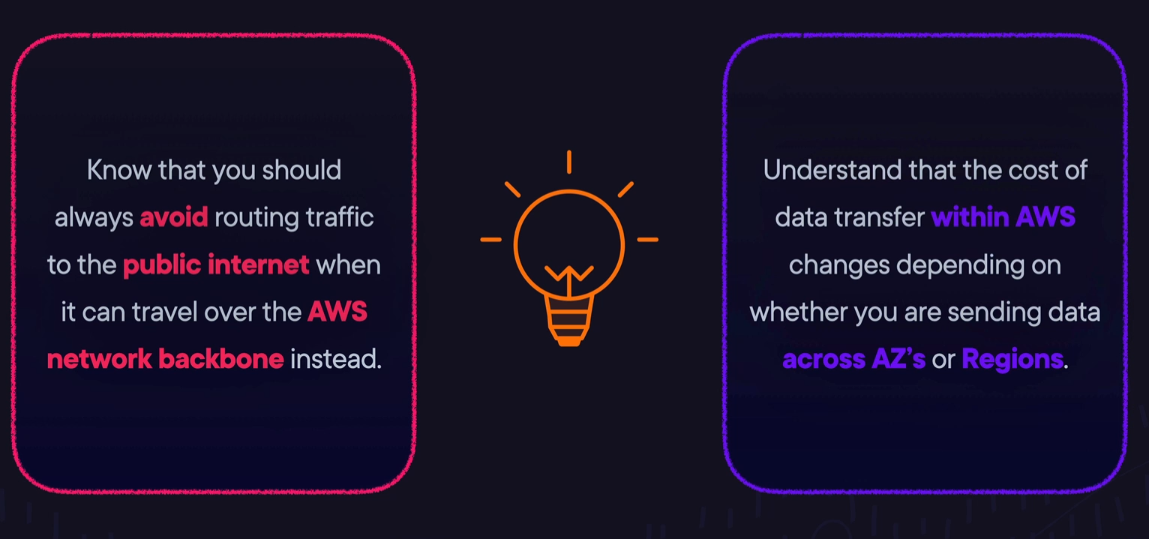 Know that you should
always avoid routing traffic
to the public internet when
it can travel over the AWS
network backbone instead.
Understand that the cost of
data transfer within AWS
changes depending on
whether you are sending data
across AZ's or Regions.